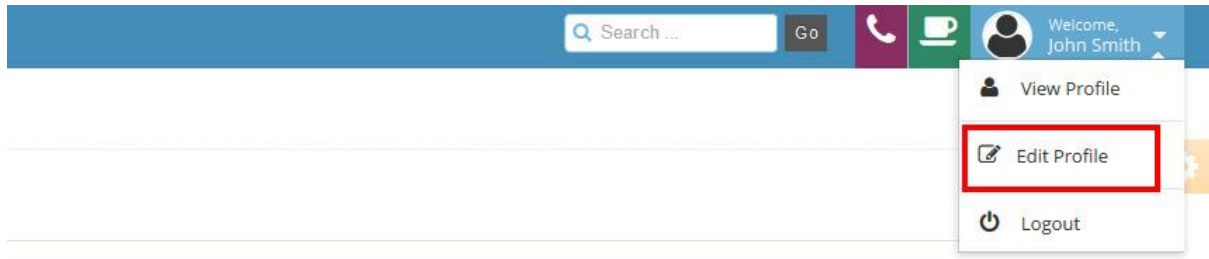 Search ...
Go
Welcome,
John Smith
View Profile
Edit Profile
Logout